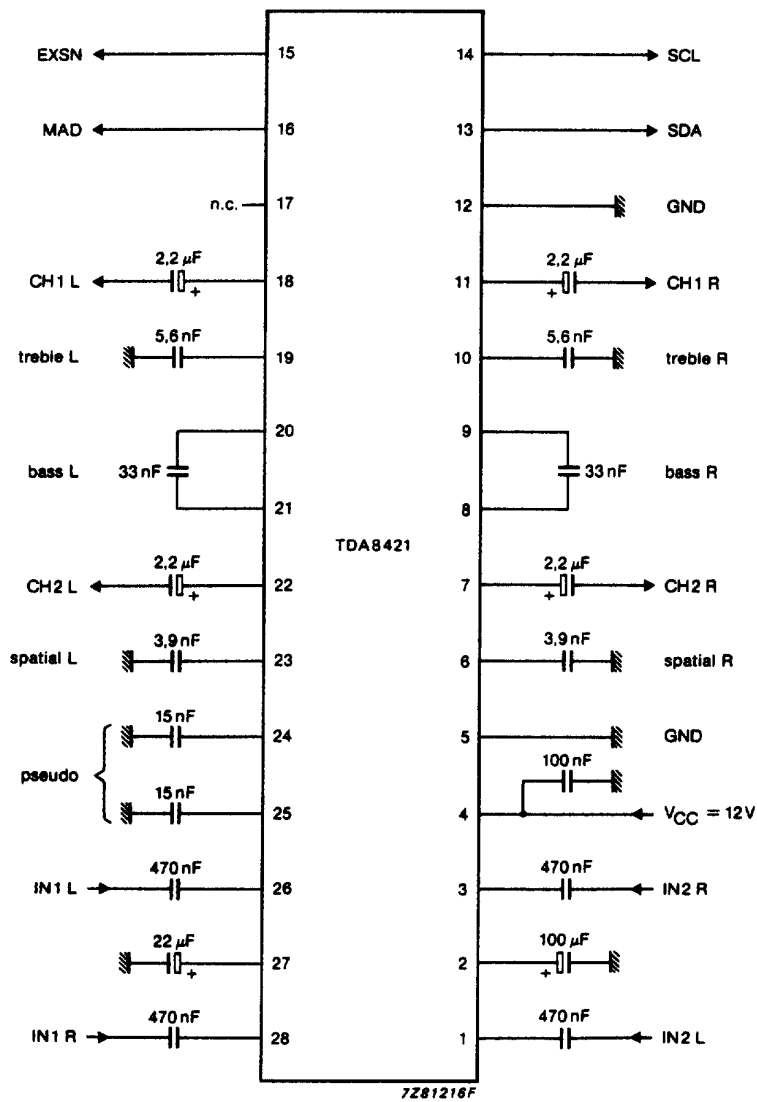 EXSN 15 14 SCL
MAD 16 13 SDA
n.c. 17 12 GND
2,2 µF 2,2 µF
CH1 L 18 11 CH1 R
+ +
5,6 nF 5,6 nF
treble L 19 10 treble R
20 9
bass L 33 nF 33 nF bass R
21 8
TDA8421
2,2 µF 2,2 µF
CH2 L 22 7 CH2 R
+ +
3,9 nF 3,9 nF
spatial L 23 6 spatial R
15 nF
24 5 GND
pseudo 100 nF
15 nF
25 4 VCC = 12 V
470 nF 470 nF
IN1 L 26 3 IN2 R
22 µF 100 µF
27 2
+ +
470 nF 470 nF
IN1 R 28 1 IN2 L
7Z81216F